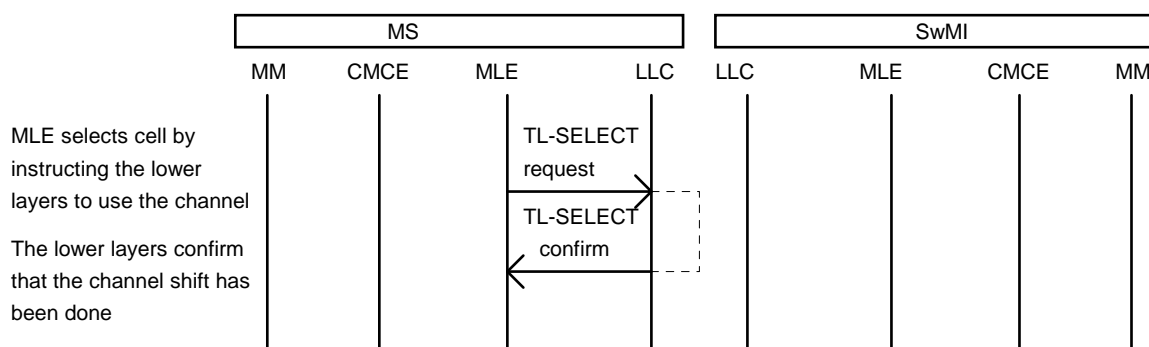 MS
SwMI
MM
CMCE
MLE
LLC
LLC
MLE
CMCE
MM
MLE selects cell by
instructing the lower
layers to use the channel
TL-SELECT
request
TL-SELECT
confirm
The lower layers confirm
that the channel shift has
been done